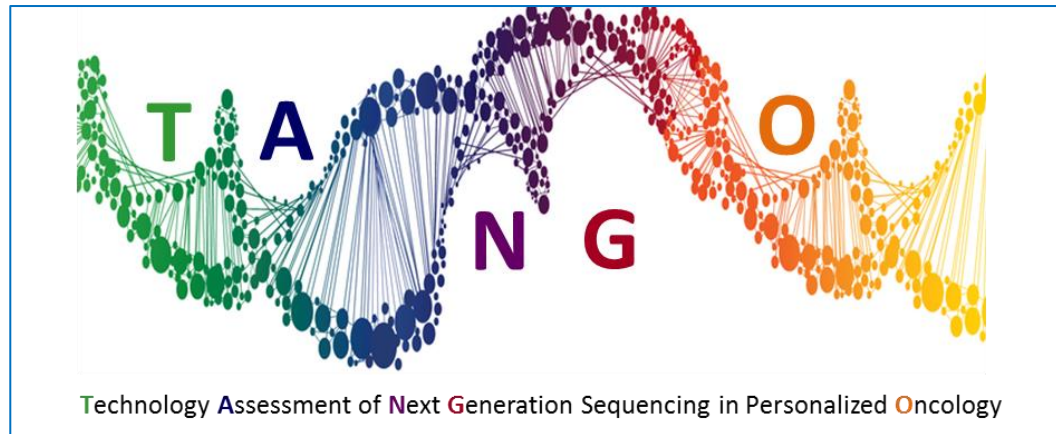 T A O
N G
Technology Assessment of Next Generation Sequencing in Personalized Oncology